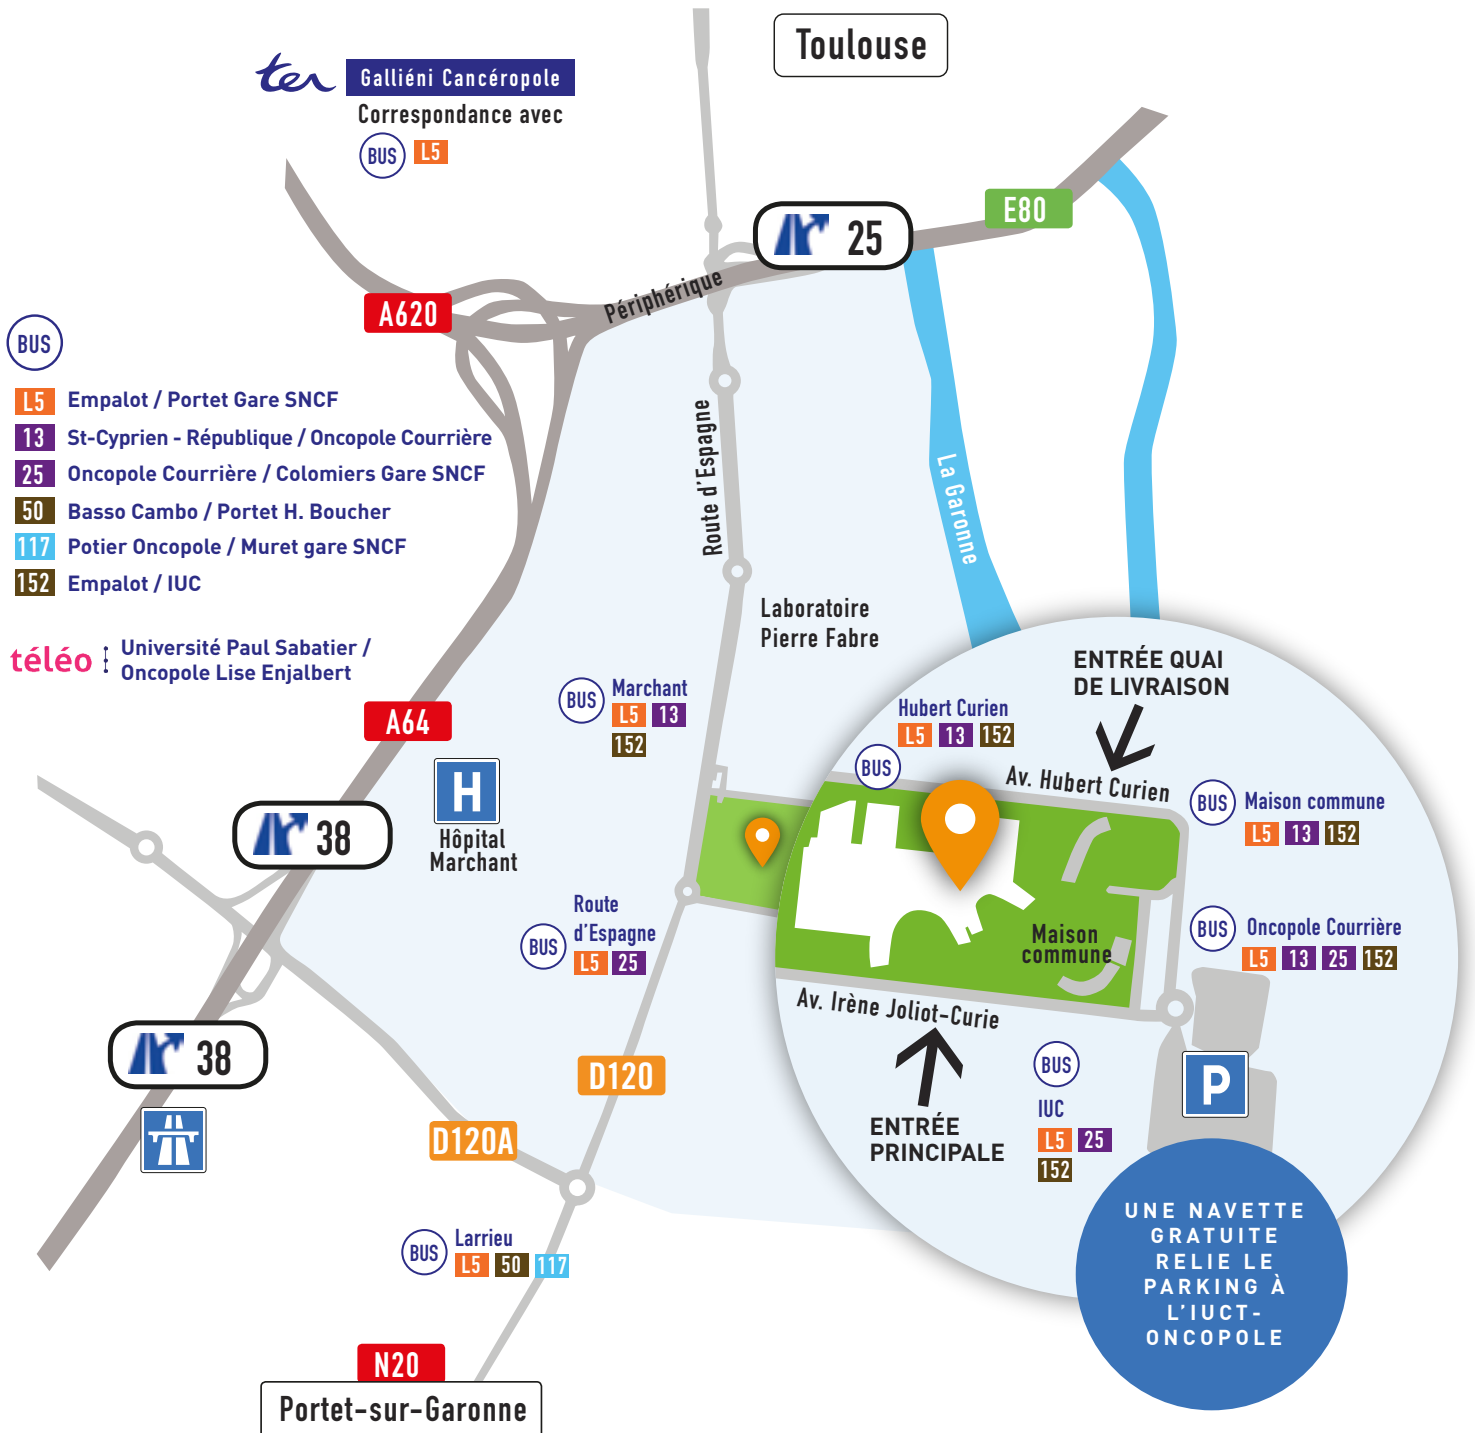 Toulouse
ter
Galliéni Cancéropole
Correspondance avec
BUS
L5
E80
25
Périphérique
A620
BUS
L5 Empalot / Portet Gare SNCF
13 St-Cyprien - République / Oncopole Courrière
25 Oncopole Courrière / Colomiers Gare SNCF
50 Basso Cambo / Portet H. Boucher
117 Potier Oncopole / Muret gare SNCF
152 Empalot / IUC
téléo
Université Paul Sabatier /
Oncopole Lise Enjalbert
Route d'Espagne
La Garonne
Laboratoire
Pierre Fabre
BUS
Marchant
L5 13
152
A64
H
Hôpital
Marchant
38
ENTRÉE QUAI
DE LIVRAISON
Hubert Curien
L5 13 152
BUS
Av. Hubert Curien
BUS
Maison commune
L5 13 152
BUS
Route
d'Espagne
L5 25
Maison
commune
BUS
Oncopole Courrière
L5 13 25 152
Av. Irène Joliot-Curie
38
D120
BUS
IUC
L5 25
152
P
ENTRÉE
PRINCIPALE
D120A
BUS
Larrieu
L5 50 117
UNE NAVETTE
GRATUITE
RELIE LE
PARKING À
L'IUCT-
ONCOPOLE
N20
Portet-sur-Garonne